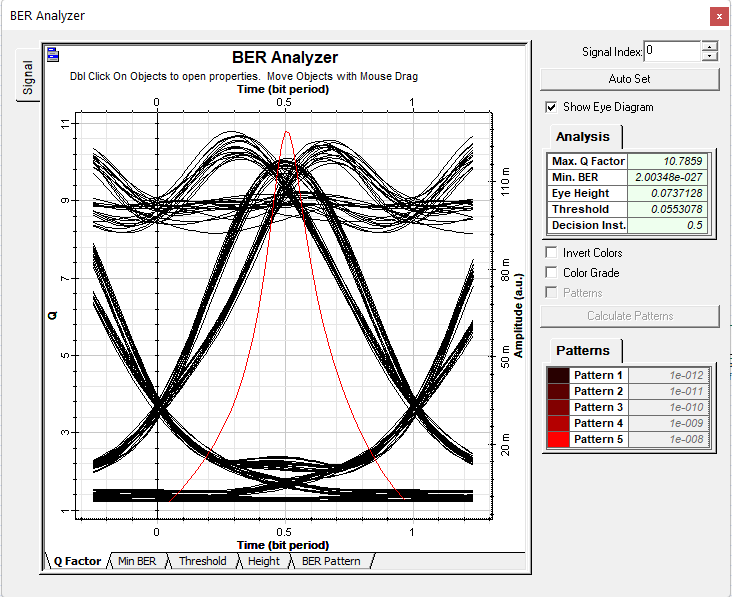 BER Analyzer
x
Signal
BER Analyzer
Dbl Click On Objects to open properties. Move Objects with Mouse Drag
Time (bit period)
0 0.5 1
11
9
7
5
3
1
Q
110 m
80 m
50 m
20 m
Amplitude (a.u.)
0 0.5 1
Time (bit period)
Q Factor Min BER Threshold Height BER Pattern
Signal Index: 0
Auto Set
Show Eye Diagram
Analysis
Max. Q Factor 10.7859
Min. BER 2.00348e-027
Eye Height 0.0737128
Threshold 0.0553078
Decision Inst. 0.5
Invert Colors
Color Grade
Patterns
Calculate Patterns
Patterns
Pattern 1 1e-012
Pattern 2 1e-011
Pattern 3 1e-010
Pattern 4 1e-009
Pattern 5 1e-008